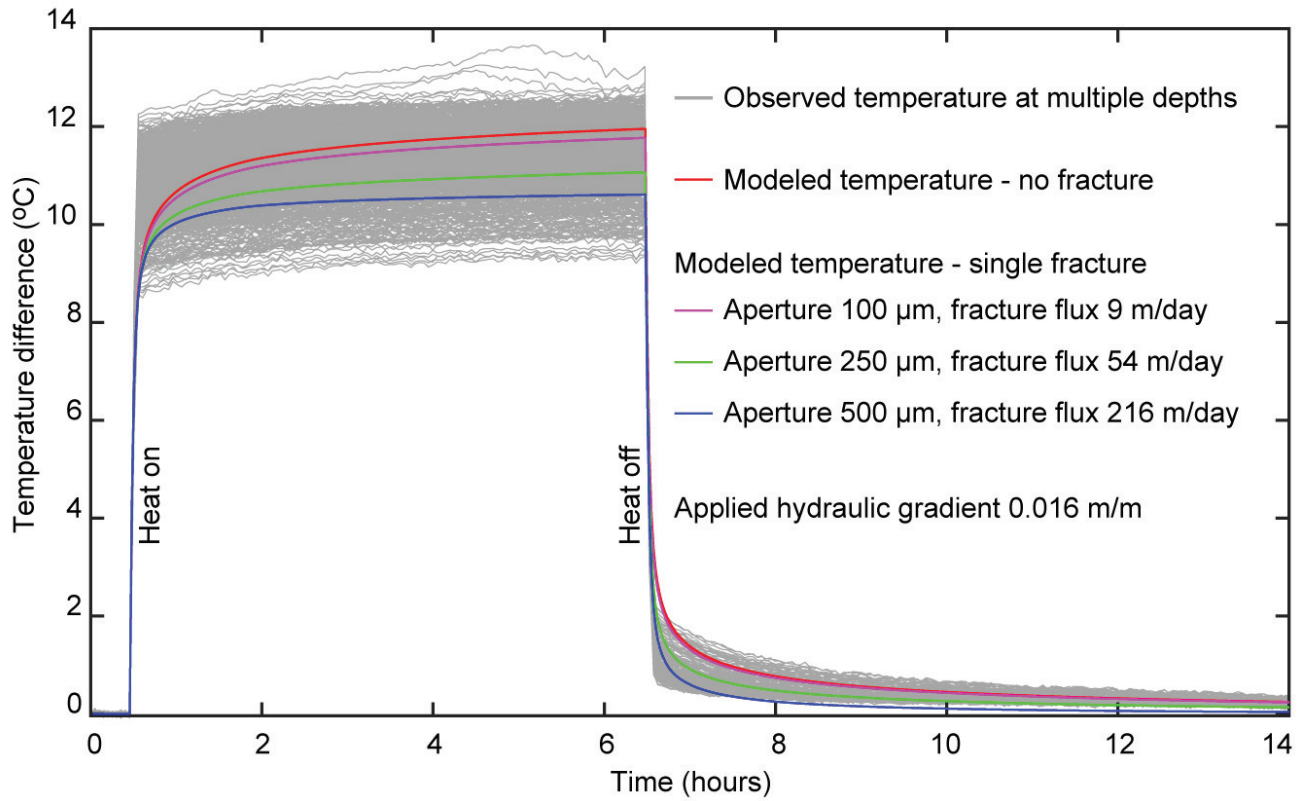 14
12
10
8
6
4
2
0
Temperature difference (ºC)
Heat on
Heat off
Observed temperature at multiple depths
Modeled temperature - no fracture
Modeled temperature - single fracture
Aperture 100 µm, fracture flux 9 m/day
Aperture 250 µm, fracture flux 54 m/day
Aperture 500 µm, fracture flux 216 m/day
Applied hydraulic gradient 0.016 m/m
0 2 4 6 8 10 12 14
Time (hours)